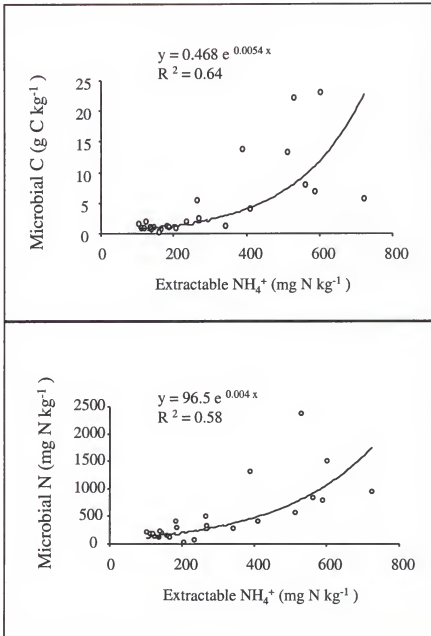 y = 0.468 e 0.0054 x
R 2 = 0.64
Microbial C (g C kg-1 )
25
20
15
10
5
0
0 200 400 600 800
Extractable NH4+ (mg N kg-1 )
y = 96.5 e 0.004 x
R 2 = 0.58
Microbial N (mg N kg-1 )
2500
2000
1500
1000
500
0
0 200 400 600 800
Extractable NH4+ (mg N kg-1 )